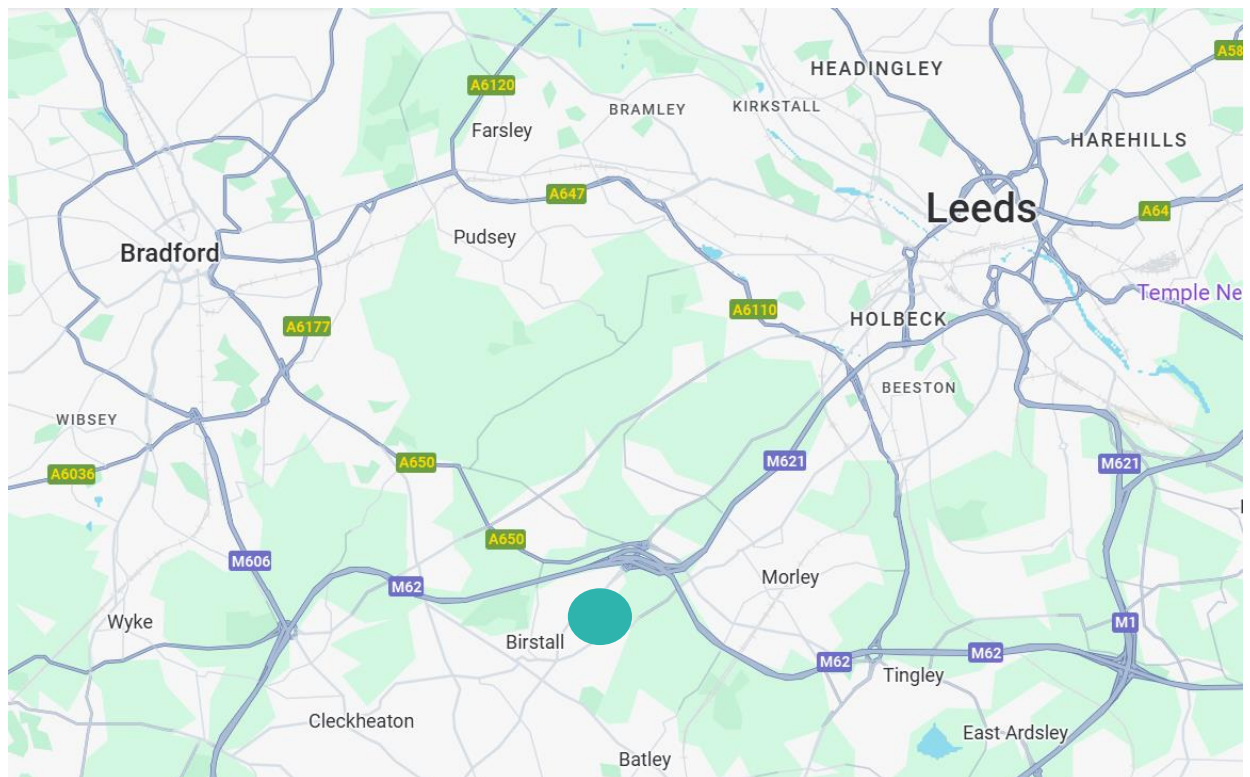 HEADINGLEY
A58
A6120
BRAMLEY
KIRKSTALL
Farsley
HAREHILLS
A647
Leeds
A64
Pudsey
Bradford
Temple Ne
A6110
HOLBECK
A6177
BEESTON
WIBSEY
A650
M621
M621
A6036
A650
M606
M62
Morley
Wyke
M1
Birstall
M62
M62
Tingley
Cleckheaton
East Ardsley
Batley